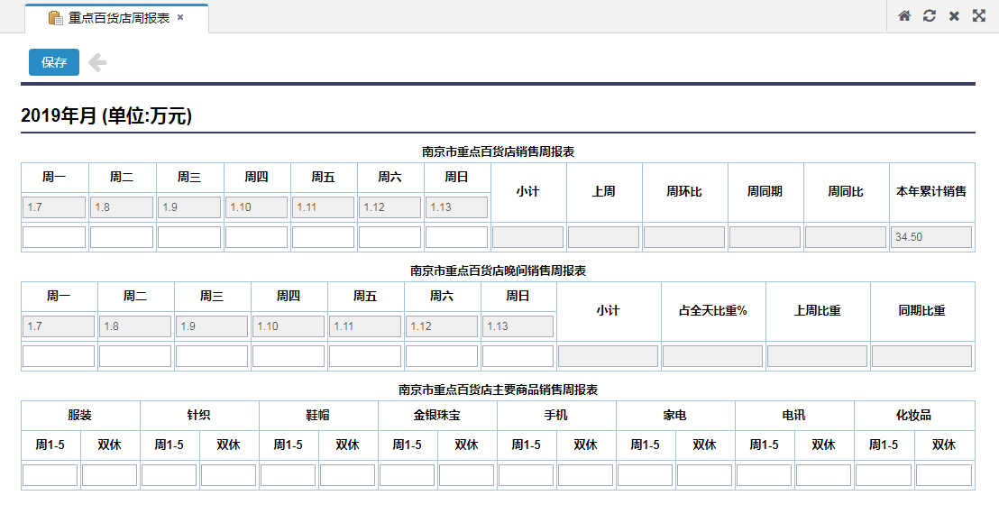 重点百货店周报表
保存
2019年月 (单位:万元)
南京市重点百货店销售周报表
周一 周二 周三 周四 周五 周六 周日 小计 上周 周环比 周同期 周同比 本年累计销售
1.7 1.8 1.9 1.10 1.11 1.12 1.13
34.50
南京市重点百货店晚间销售周报表
周一 周二 周三 周四 周五 周六 周日 小计 占全天比重% 上周比重 同期比重
1.7 1.8 1.9 1.10 1.11 1.12 1.13
南京市重点百货店主要商品销售周报表
服装 针织 鞋帽 金银珠宝 手机 家电 电讯 化妆品
周1-5 双休 周1-5 双休 周1-5 双休 周1-5 双休 周1-5 双休 周1-5 双休 周1-5 双休 周1-5 双休